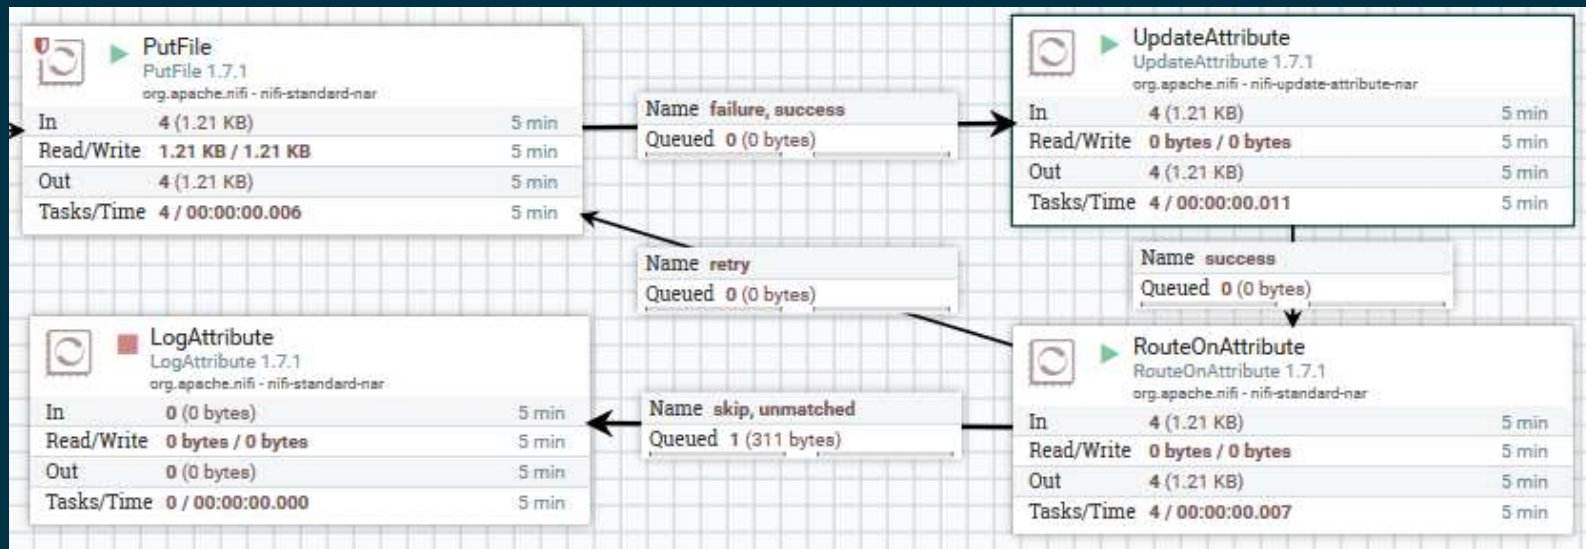 PutFile
PutFile 1.7.1
org.apache.nifi - nifi-standard-nar
In 4 (1.21 KB) 5 min
Read/Write 1.21 KB / 1.21 KB 5 min
Out 4 (1.21 KB) 5 min
Tasks/Time 4 / 00:00:00.006 5 min
Name failure, success
Queued 0 (0 bytes)
UpdateAttribute
UpdateAttribute 1.7.1
org.apache.nifi - nifi-update-attribute-nar
In 4 (1.21 KB) 5 min
Read/Write 0 bytes / 0 bytes 5 min
Out 4 (1.21 KB) 5 min
Tasks/Time 4 / 00:00:00.011 5 min
Name retry
Queued 0 (0 bytes)
Name success
Queued 0 (0 bytes)
LogAttribute
LogAttribute 1.7.1
org.apache.nifi - nifi-standard-nar
In 0 (0 bytes) 5 min
Read/Write 0 bytes / 0 bytes 5 min
Out 0 (0 bytes) 5 min
Tasks/Time 0 / 00:00:00.000 5 min
Name skip, unmatched
Queued 1 (311 bytes)
RouteOnAttribute
RouteOnAttribute 1.7.1
org.apache.nifi - nifi-standard-nar
In 4 (1.21 KB) 5 min
Read/Write 0 bytes / 0 bytes 5 min
Out 4 (1.21 KB) 5 min
Tasks/Time 4 / 00:00:00.007 5 min